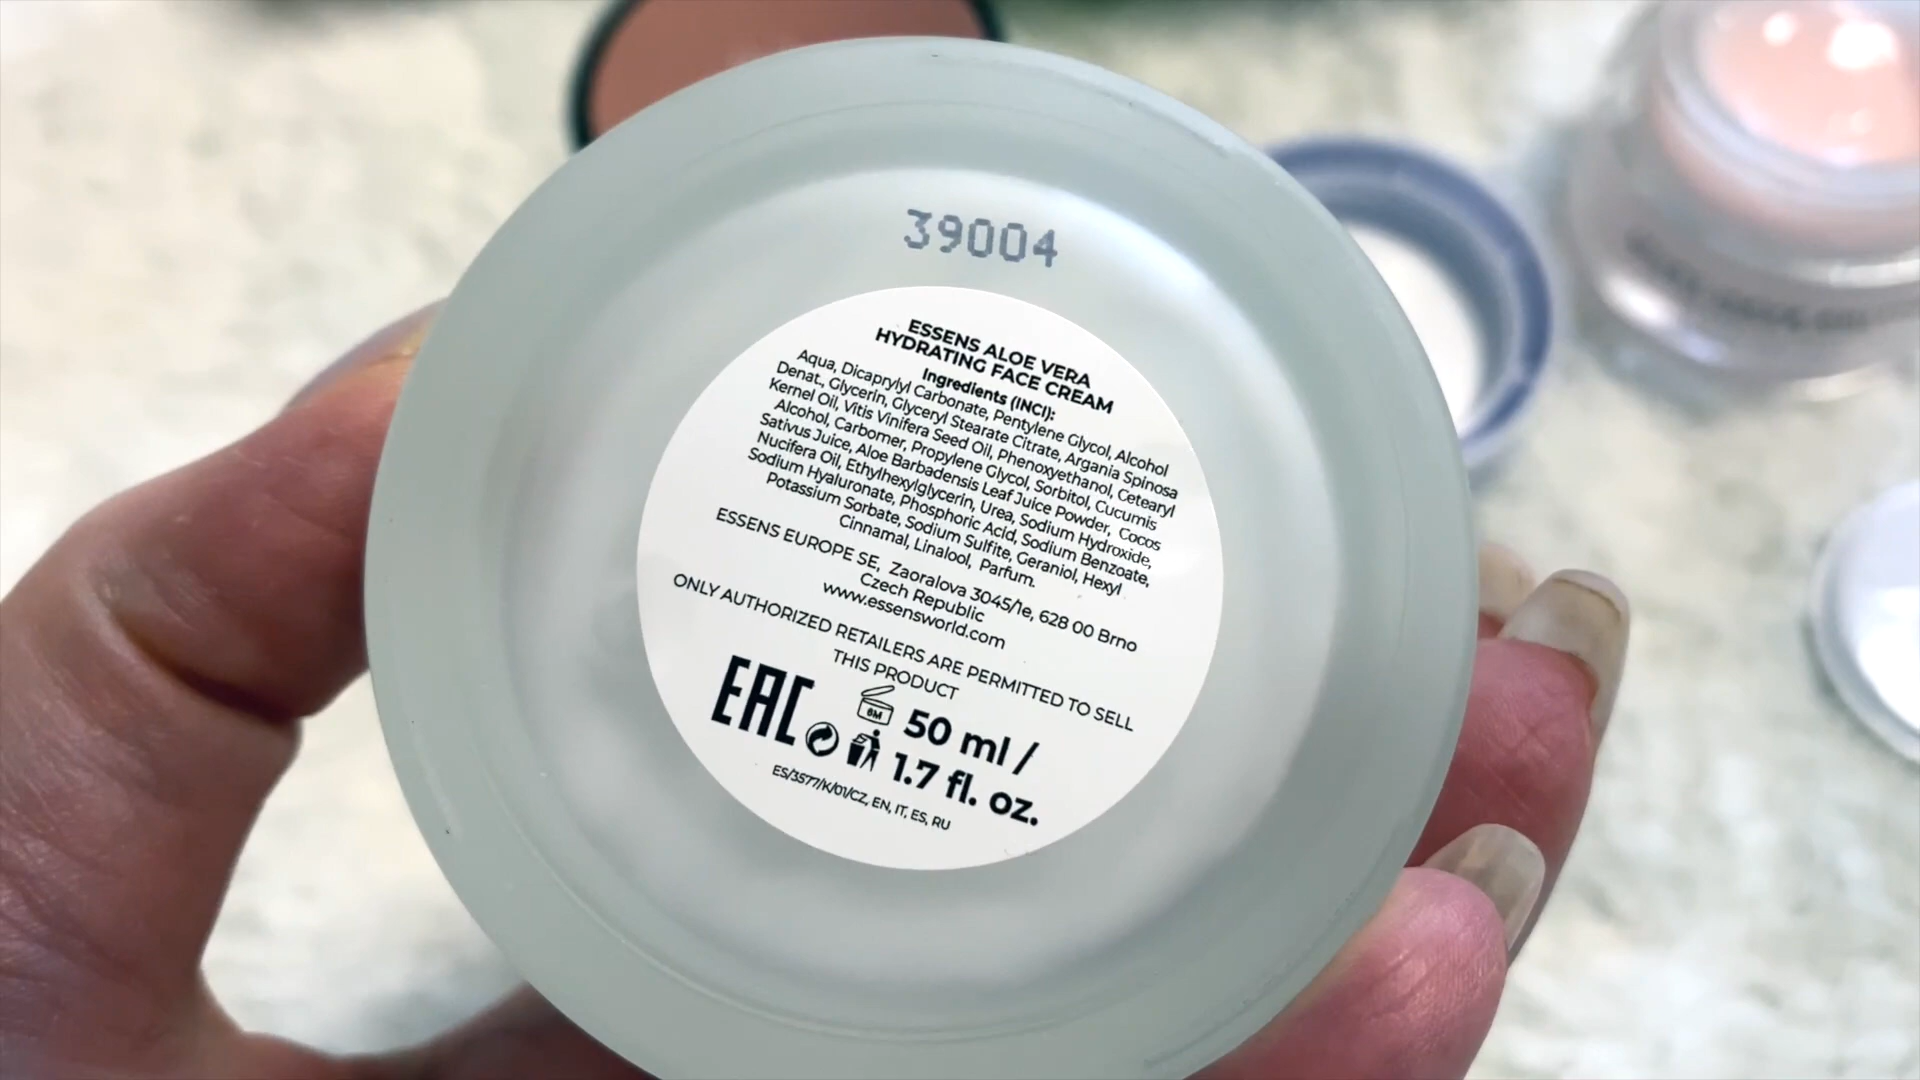 39004
ESSENS ALOE VERA
HYDRATING FACE CREAM
Ingredients (INCI):
Aqua, Dicaprylyl Carbonate, Pentylene Glycol, Alcohol
Denat., Glycerin, Glyceryl Stearate Citrate, Argania Spinosa
Kernel Oil, Vitis Vinifera Seed Oil, Phenoxyethanol, Cetearyl
Alcohol, Carbomer, Propylene Glycol, Sorbitol, Cucumis
Sativus Juice, Aloe Barbadensis Leaf Juice Powder, Cocos
Nucifera Oil, Ethylhexylglycerin, Urea, Sodium Hydroxide,
Sodium Hyaluronate, Phosphoric Acid, Sodium Benzoate,
Potassium Sorbate, Sodium Sulfite, Geraniol, Hexyl
Cinnamal, Linalool, Parfum.
ESSENS EUROPE SE, Zaoralova 3045/1e, 628 00 Brno
Czech Republic
www.essensworld.com
ONLY AUTHORIZED RETAILERS ARE PERMITTED TO SELL
THIS PRODUCT
EAC 6M 50 ml /
1.7 fl. oz.
ES/3577/K/01/CZ, EN, IT, ES, RU